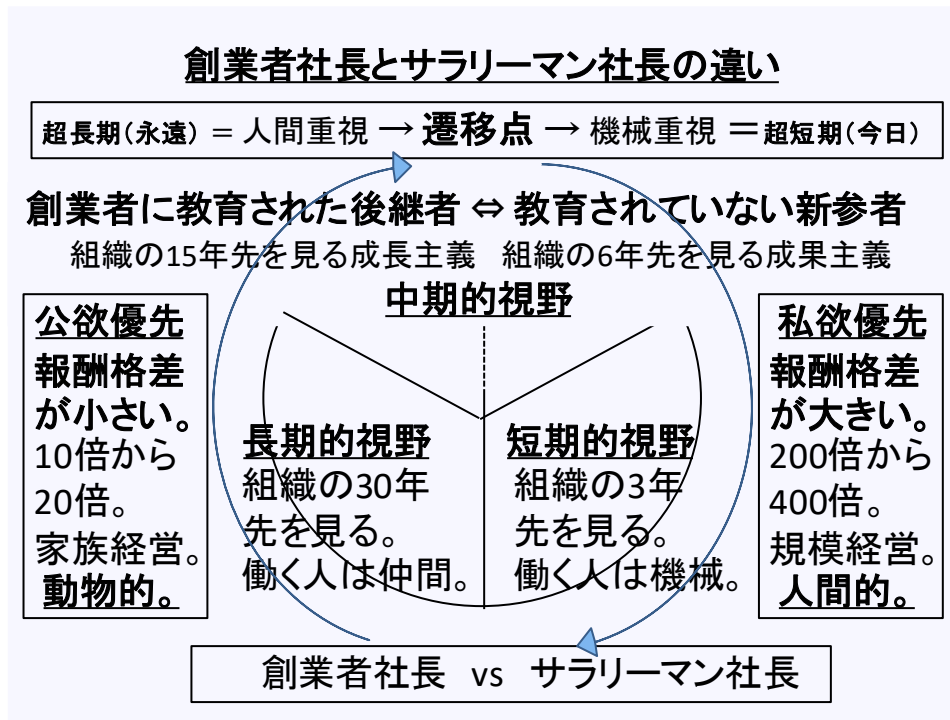 創業者社長とサラリーマン社長の違い
超長期(永遠) = 人間重視 → 遷移点 → 機械重視 = 超短期(今日)
創業者に教育された後継者 ⇔ 教育されていない新参者
組織の15年先を見る成長主義 組織の6年先を見る成果主義
中期的視野
公欲優先
報酬格差
が小さい。
10倍から
20倍。
家族経営。
動物的。
長期的視野
組織の30年
先を見る。
働く人は仲間。
短期的視野
組織の3年
先を見る。
働く人は機械。
私欲優先
報酬格差
が大きい。
200倍から
400倍。
規模経営。
人間的。
創業者社長 vs サラリーマン社長